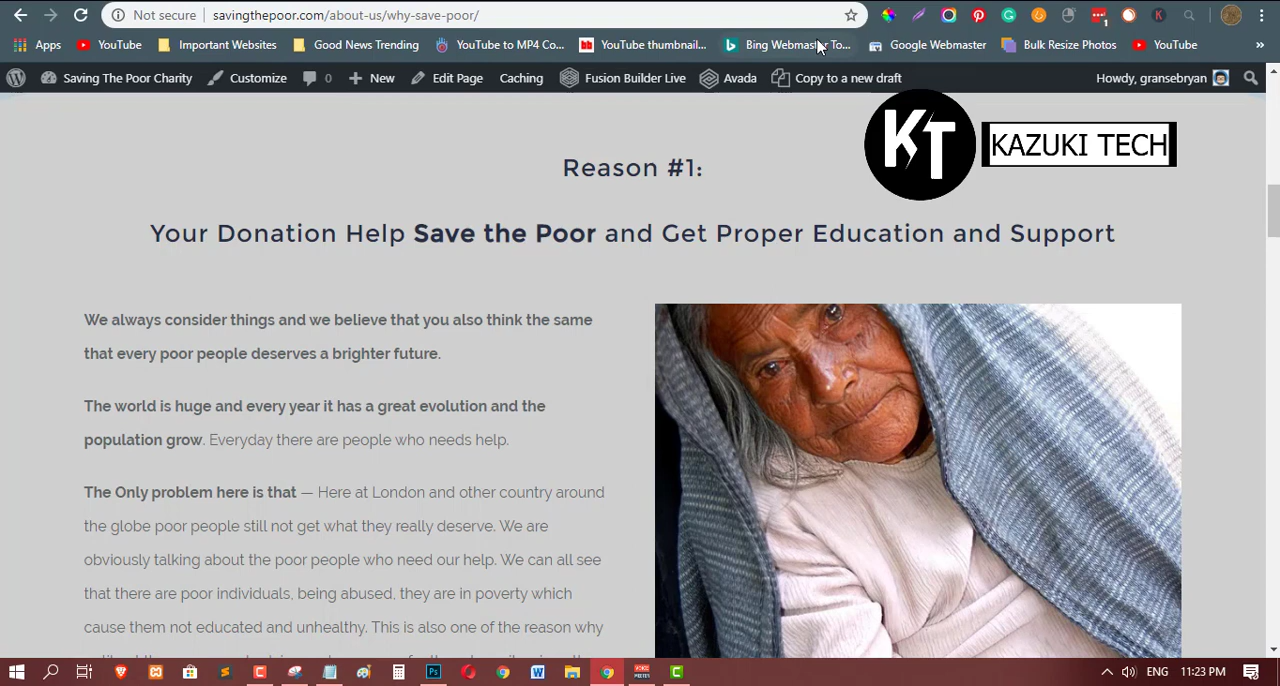 Not secure savingthepoor.com/about-us/why-save-poor/
Apps YouTube Important Websites Good News Trending YouTube to MP4 Co... YouTube thumbnail... Bing Webmaster To... Google Webmaster Bulk Resize Photos YouTube »
Saving The Poor Charity Customize 0 New Edit Page Caching Fusion Builder Live Avada Copy to a new draft Howdy, gransebryan
KT KAZUKI TECH
Reason #1:
Your Donation Help Save the Poor and Get Proper Education and Support
We always consider things and we believe that you also think the same
that every poor people deserves a brighter future.
The world is huge and every year it has a great evolution and the
population grow. Everyday there are people who needs help.
The Only problem here is that — Here at London and other country around
the globe poor people still not get what they really deserve. We are
obviously talking about the poor people who need our help. We can all see
that there are poor individuals, being abused, they are in poverty which
cause them not educated and unhealthy. This is also one of the reason why
ENG 11:23 PM